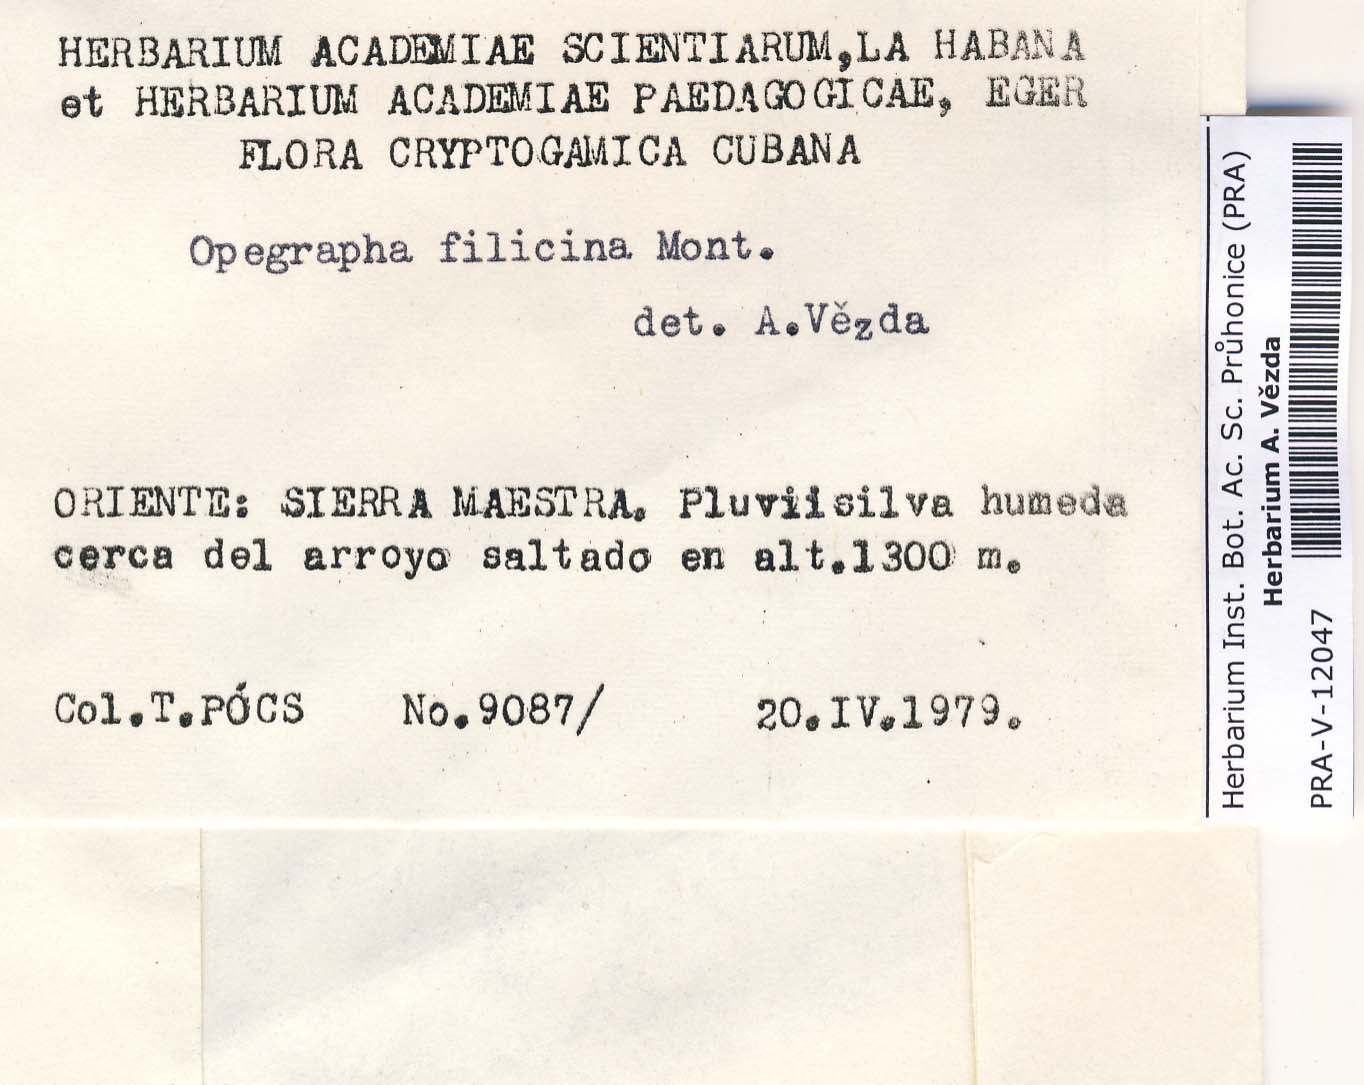 HERBARIUM ACADEMIAE SCIENTIARUM,LA HABANA
et HERBARIUM ACADEMIAE PAEDAGOGICAE, EGER
FLORA CRYPTOGAMICA CUBANA
Opegrapha filicina Mont.
det. A.Vězda
ORIENTE: SIERRA MAESTRA. Pluviisilva humeda
cerca del arroyo saltado en alt.1300 m.
Col.T.PÓCS No.9087/ 20.IV.1979.
Herbarium Inst. Bot. Ac. Sc. Průhonice (PRA)
Herbarium A. Vězda
PRA-V-12047